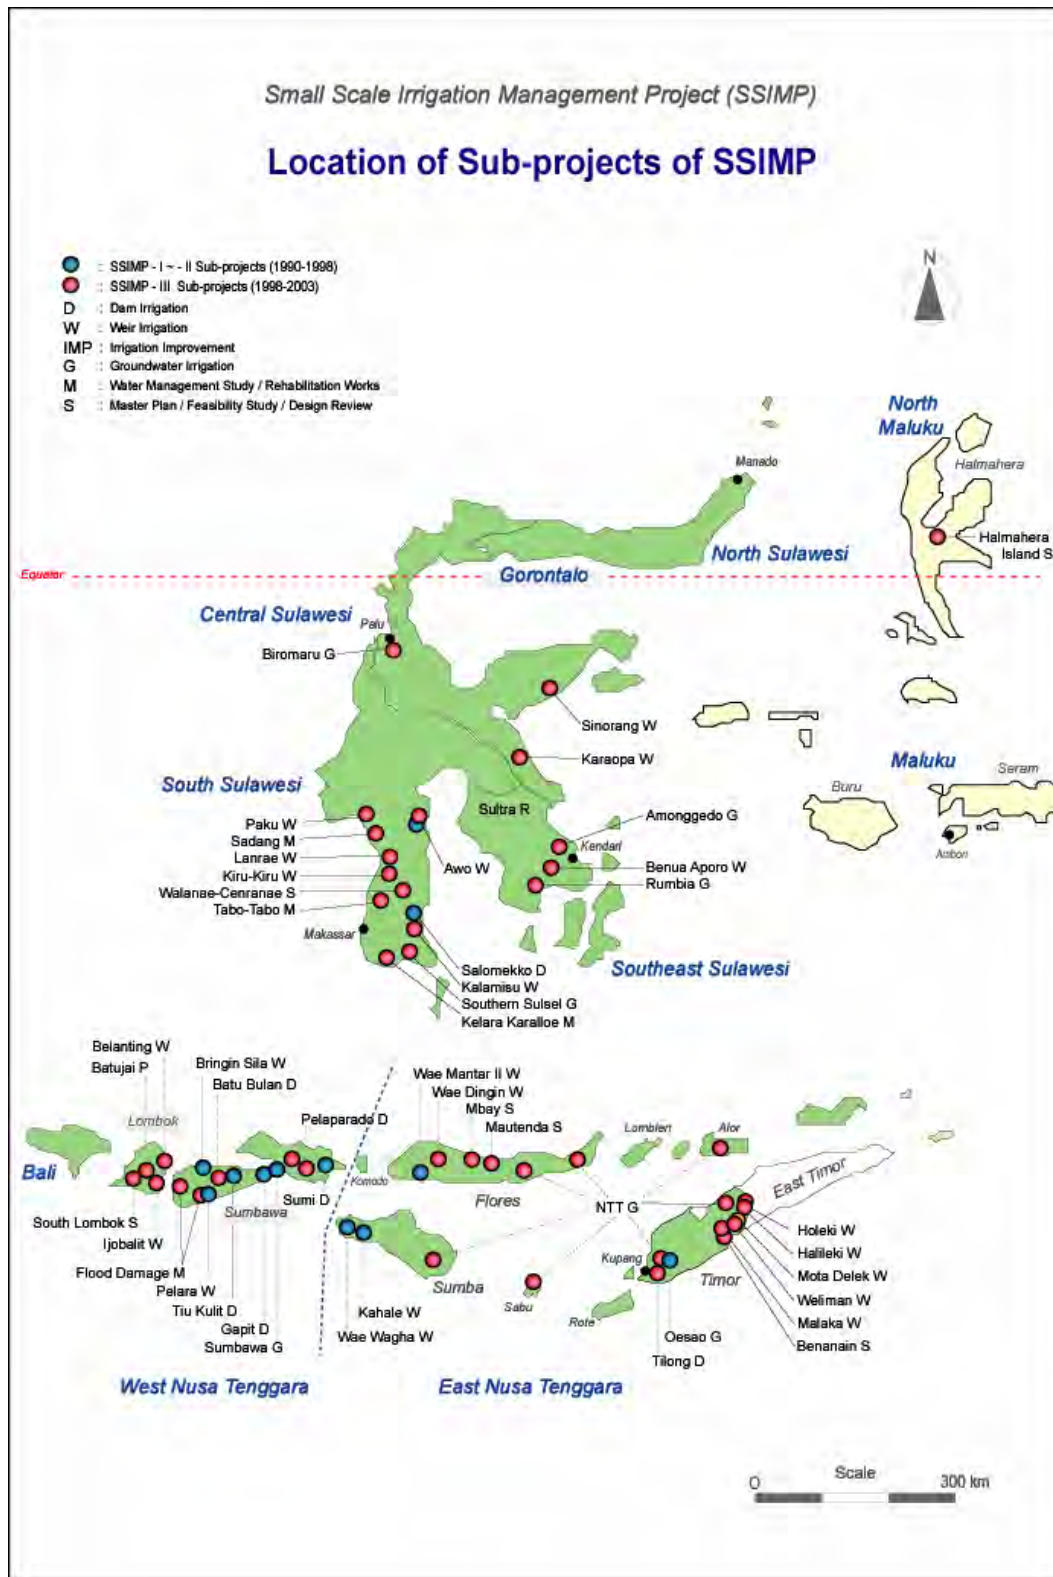 Small Scale Irrigation Management Project (SSIMP)
Location of Sub-projects of SSIMP
: SSIMP - I ~ - II Sub-projects (1990-1998)
: SSIMP - III Sub-projects (1998-2003)
D : Dam Irrigation
W : Weir Irrigation
IMP : Irrigation Improvement
G : Groundwater Irrigation
M : Water Management Study / Rehabilitation Works
S : Master Plan / Feasibility Study / Design Review
N
North
Maluku
Halmahera
Manado
Halmahera
Island S
North Sulawesi
Equator
Gorontalo
Central Sulawesi
Palu
Biromaru G
Sinorang W
Karaopa W
South Sulawesi
Maluku
Seram
Buru
Ambon
Sultra R
Amonggedo G
Paku W
Sadang M
Lanrae W
Kiru-Kiru W
Walanae-Cenranae S
Tabo-Tabo M
Awo W
Kendari
Benua Aporo W
Rumbia G
Makassar
Salomekko D
Kalamisu W
Southern Sulsel G
Kelara Karalloe M
Southeast Sulawesi
Belanting W
Batujai P
Bringin Sila W
Batu Bulan D
Lombok
Pelaparado D
Wae Mantar II W
Wae Dingin W
Mbay S
Mautenda S
Lomblen
Alor
Bali
Komodo
Flores
East Timor
Sumi D
Sumbawa
NTT G
South Lombok S
Ijobalit W
Flood Damage M
Pelara W
Tiu Kulit D
Gapit D
Sumbawa G
Kahale W
Wae Wagha W
Sumba
Sabu
Rote
Kupang
Timor
Oesao G
Tilong D
Holeki W
Halileki W
Mota Delek W
Weliman W
Malaka W
Benanain S
West Nusa Tenggara
East Nusa Tenggara
Scale
0 300 km